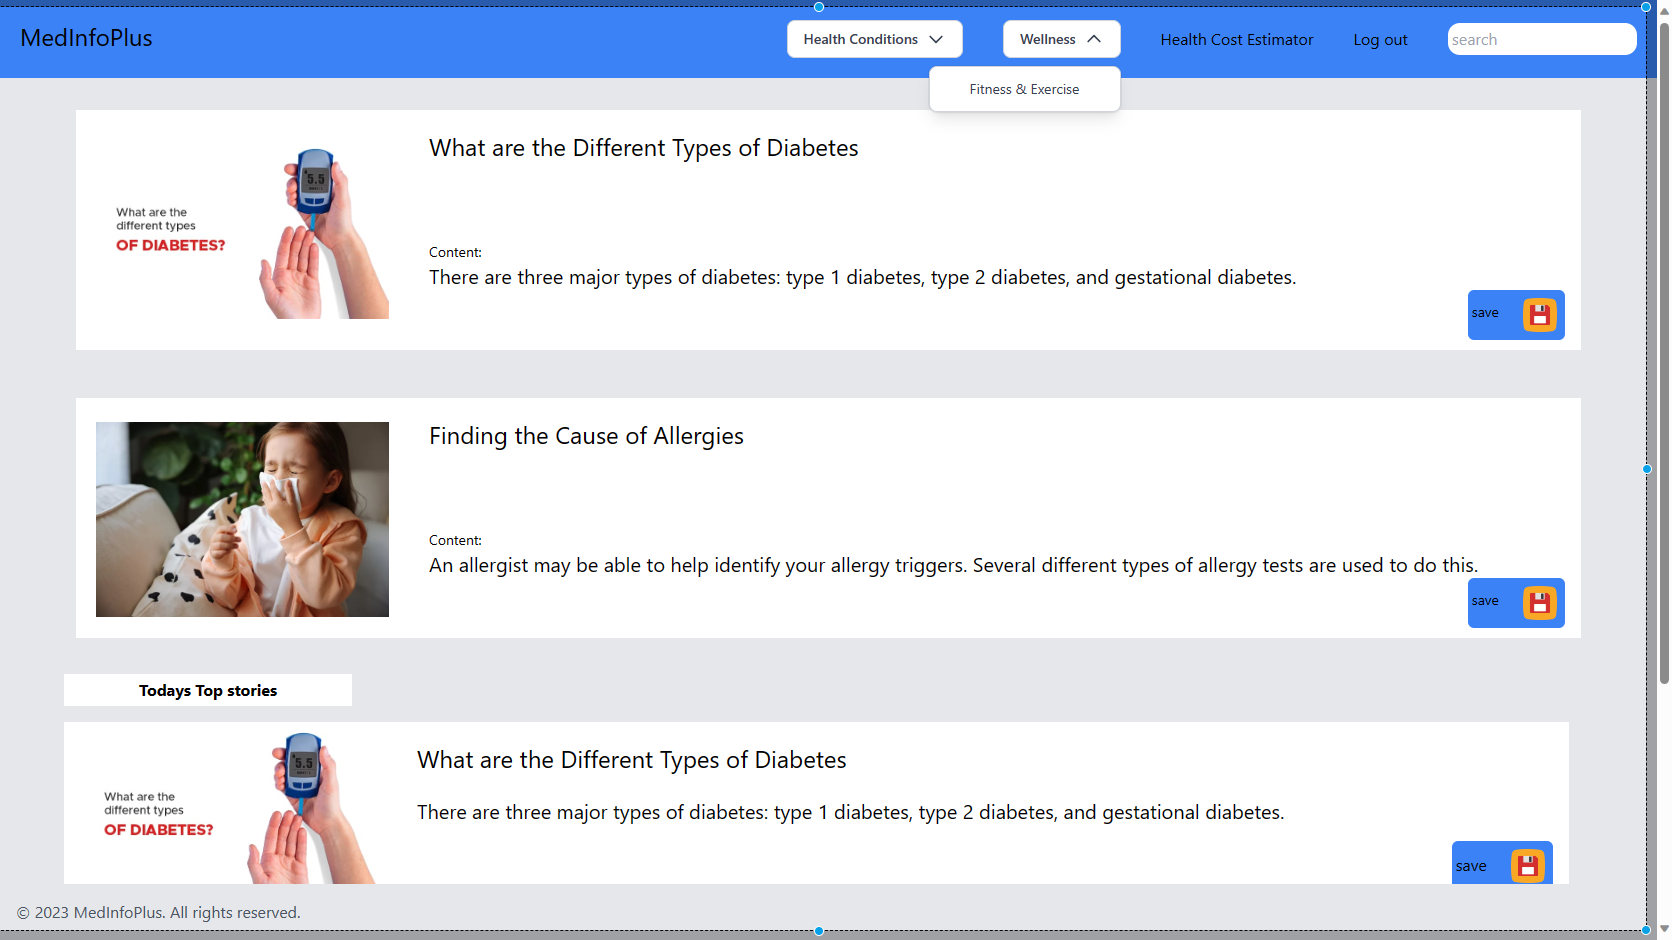 MedInfoPlus
Health Conditions
Wellness
Health Cost Estimator
Log out
search
Fitness & Exercise
What are the
different types
OF DIABETES?
5.5
What are the Different Types of Diabetes
Content:
There are three major types of diabetes: type 1 diabetes, type 2 diabetes, and gestational diabetes.
save
Finding the Cause of Allergies
Content:
An allergist may be able to help identify your allergy triggers. Several different types of allergy tests are used to do this.
save
Todays Top stories
What are the
different types
OF DIABETES?
5.5
What are the Different Types of Diabetes
There are three major types of diabetes: type 1 diabetes, type 2 diabetes, and gestational diabetes.
save
© 2023 MedInfoPlus. All rights reserved.